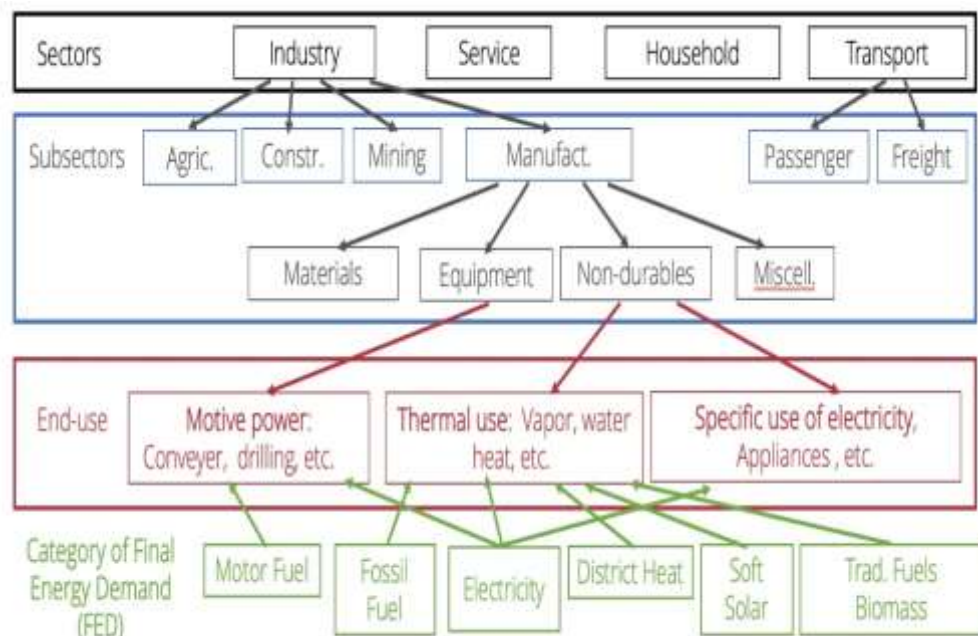 Sectors
Industry
Service
Household
Transport
Subsectors
Agric.
Constr.
Mining
Manufact.
Passenger
Freight
Materials
Equipment
Non-durables
Miscell.
End-use
Motive power:
Conveyer, drilling, etc.
Thermal use: Vapor, water
heat, etc.
Specific use of electricity,
Appliances , etc.
Category of Final
Energy Demand
(FED)
Motor Fuel
Fossil
Fuel
Electricity
District Heat
Soft
Solar
Trad. Fuels
Biomass